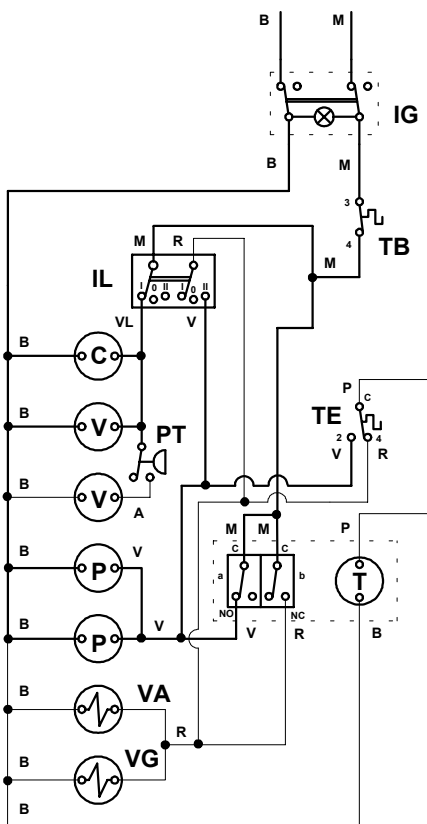 B M
IG
B M
3
TB
4
M R M
IL
I 0 II I 0 II
VL V
B C
P C
TE
B V PT
2 4
V R
B V A
M M P
C C
B P V a b T
NO NC
B P V V R B
B VA
R
B VG
B